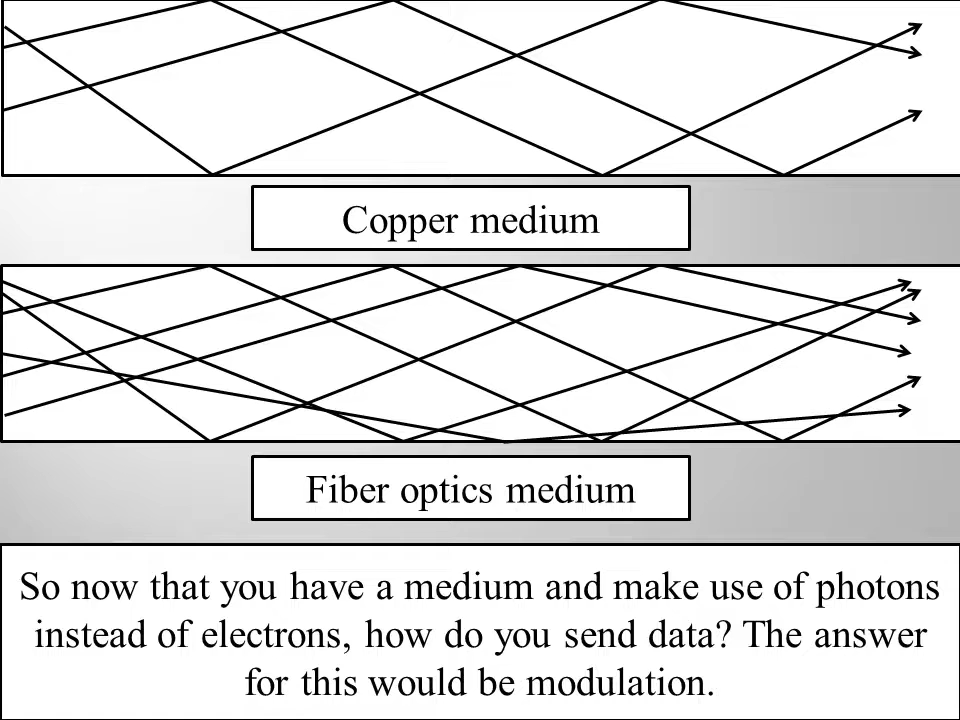 Copper medium
Fiber optics medium
So now that you have a medium and make use of photons
instead of electrons, how do you send data? The answer
for this would be modulation.